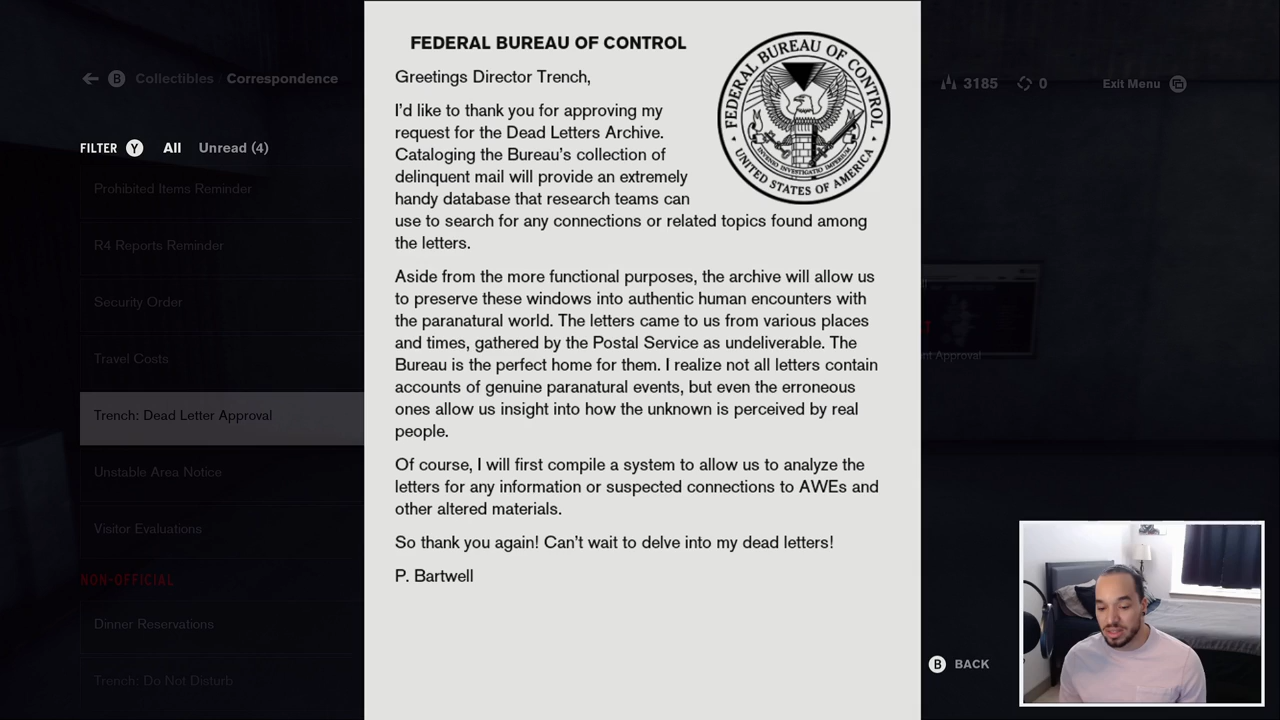 Collectibles
Correspondence
3185
0
Exit Menu
FILTER Y All Unread (4)
Prohibited Items Reminder
R4 Reports Reminder
Security Order
Travel Costs
Trench: Dead Letter Approval
Unstable Area Notice
Visitor Evaluations
NON-OFFICIAL
Dinner Reservations
Trench: Do Not Disturb
FEDERAL BUREAU OF CONTROL
Greetings Director Trench,
I'd like to thank you for approving my
request for the Dead Letters Archive.
Cataloging the Bureau's collection of
delinquent mail will provide an extremely
handy database that research teams can
use to search for any connections or related topics found among
the letters.
Aside from the more functional purposes, the archive will allow us
to preserve these windows into authentic human encounters with
the paranatural world. The letters came to us from various places
and times, gathered by the Postal Service as undeliverable. The
Bureau is the perfect home for them. I realize not all letters contain
accounts of genuine paranatural events, but even the erroneous
ones allow us insight into how the unknown is perceived by real
people.
Of course, I will first compile a system to allow us to analyze the
letters for any information or suspected connections to AWEs and
other altered materials.
So thank you again! Can't wait to delve into my dead letters!
P. Bartwell
FEDERAL BUREAU OF CONTROL
UNITED STATES OF AMERICA
INVENIO INVESTIGATIO IMPERIUM
nt Approval
B BACK